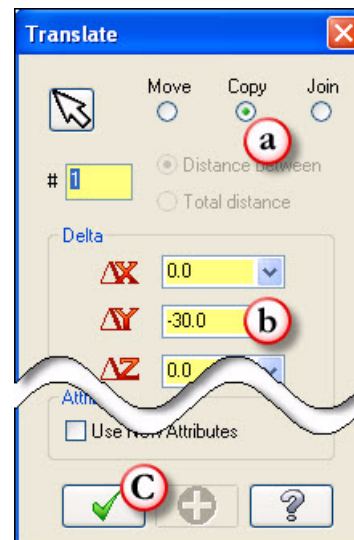 Translate
Move Copy Join
a
# 1
Distance between
Total distance
Delta
ΔX 0.0
ΔY -30.0 b
ΔZ 0.0
Use New Attributes
C
?